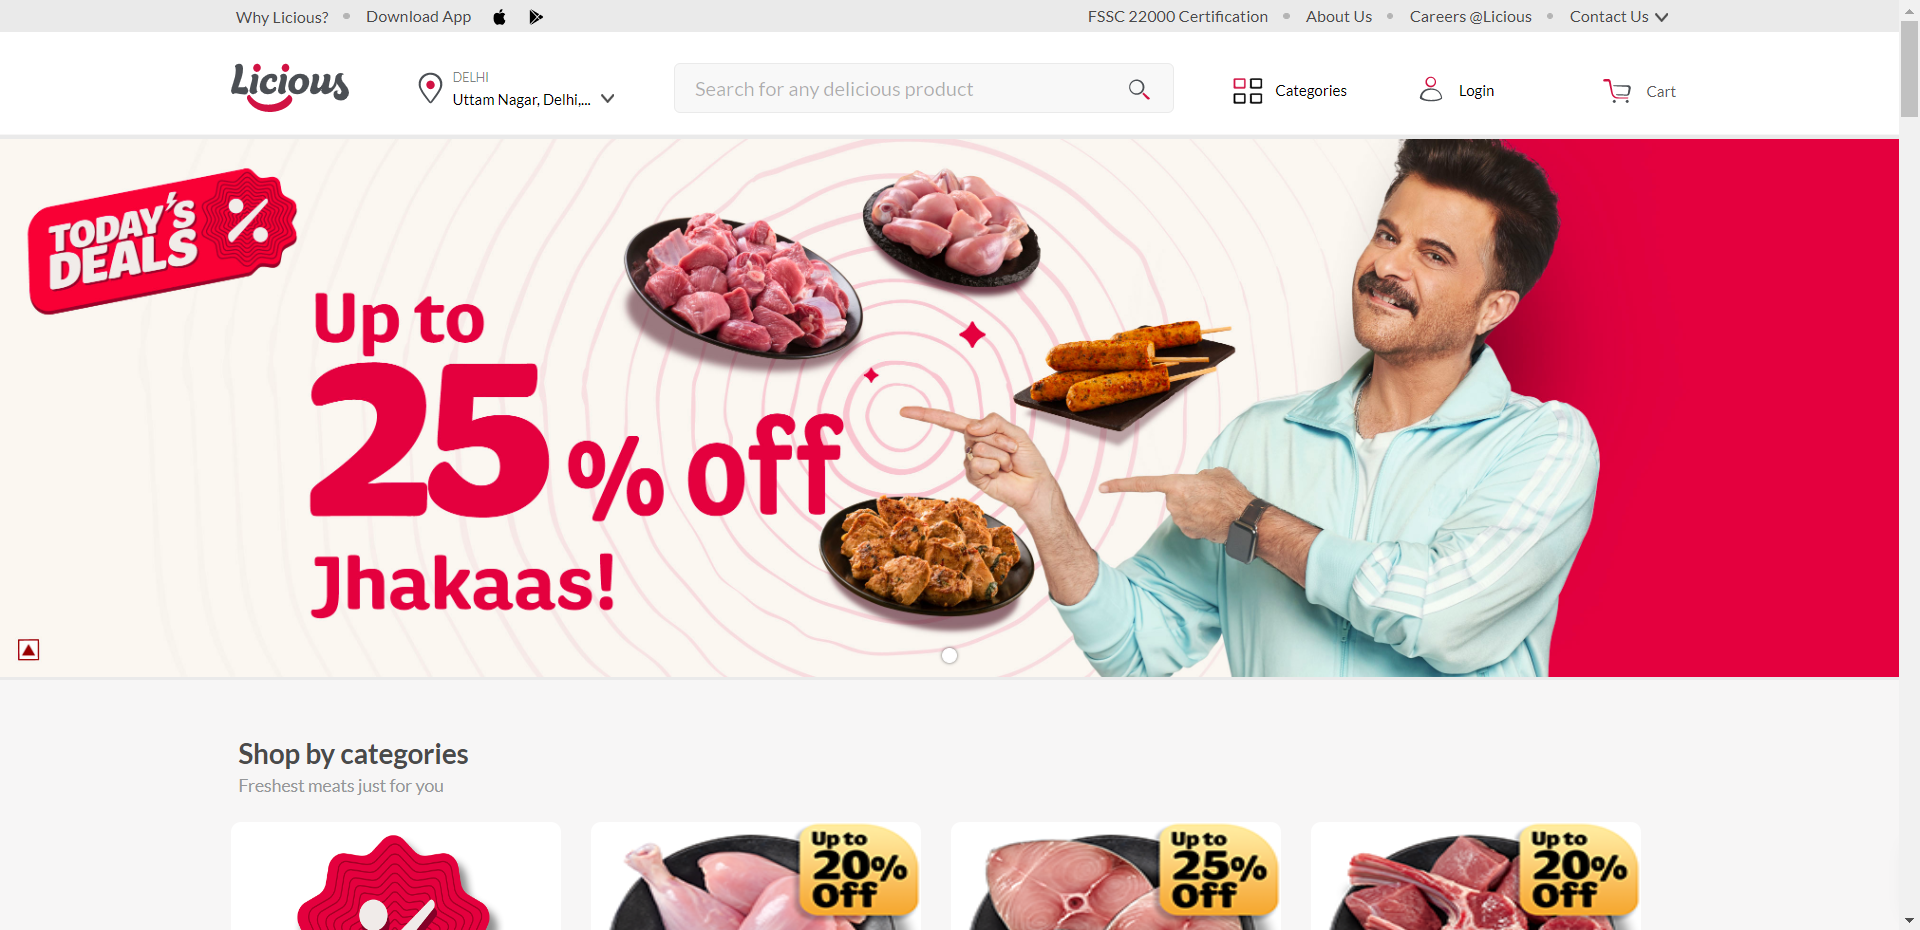 Why Licious?
Download App
FSSC 22000 Certification
About Us
Careers @Licious
Contact Us
Licious
DELHI
Uttam Nagar, Delhi,...
Search for any delicious product
Categories
Login
Cart
TODAY'S
DEALS
%
Up to
25% off
Jhakaas!
Shop by categories
Freshest meats just for you
Up to
20%
Off
Up to
25%
Off
Up to
20%
Off